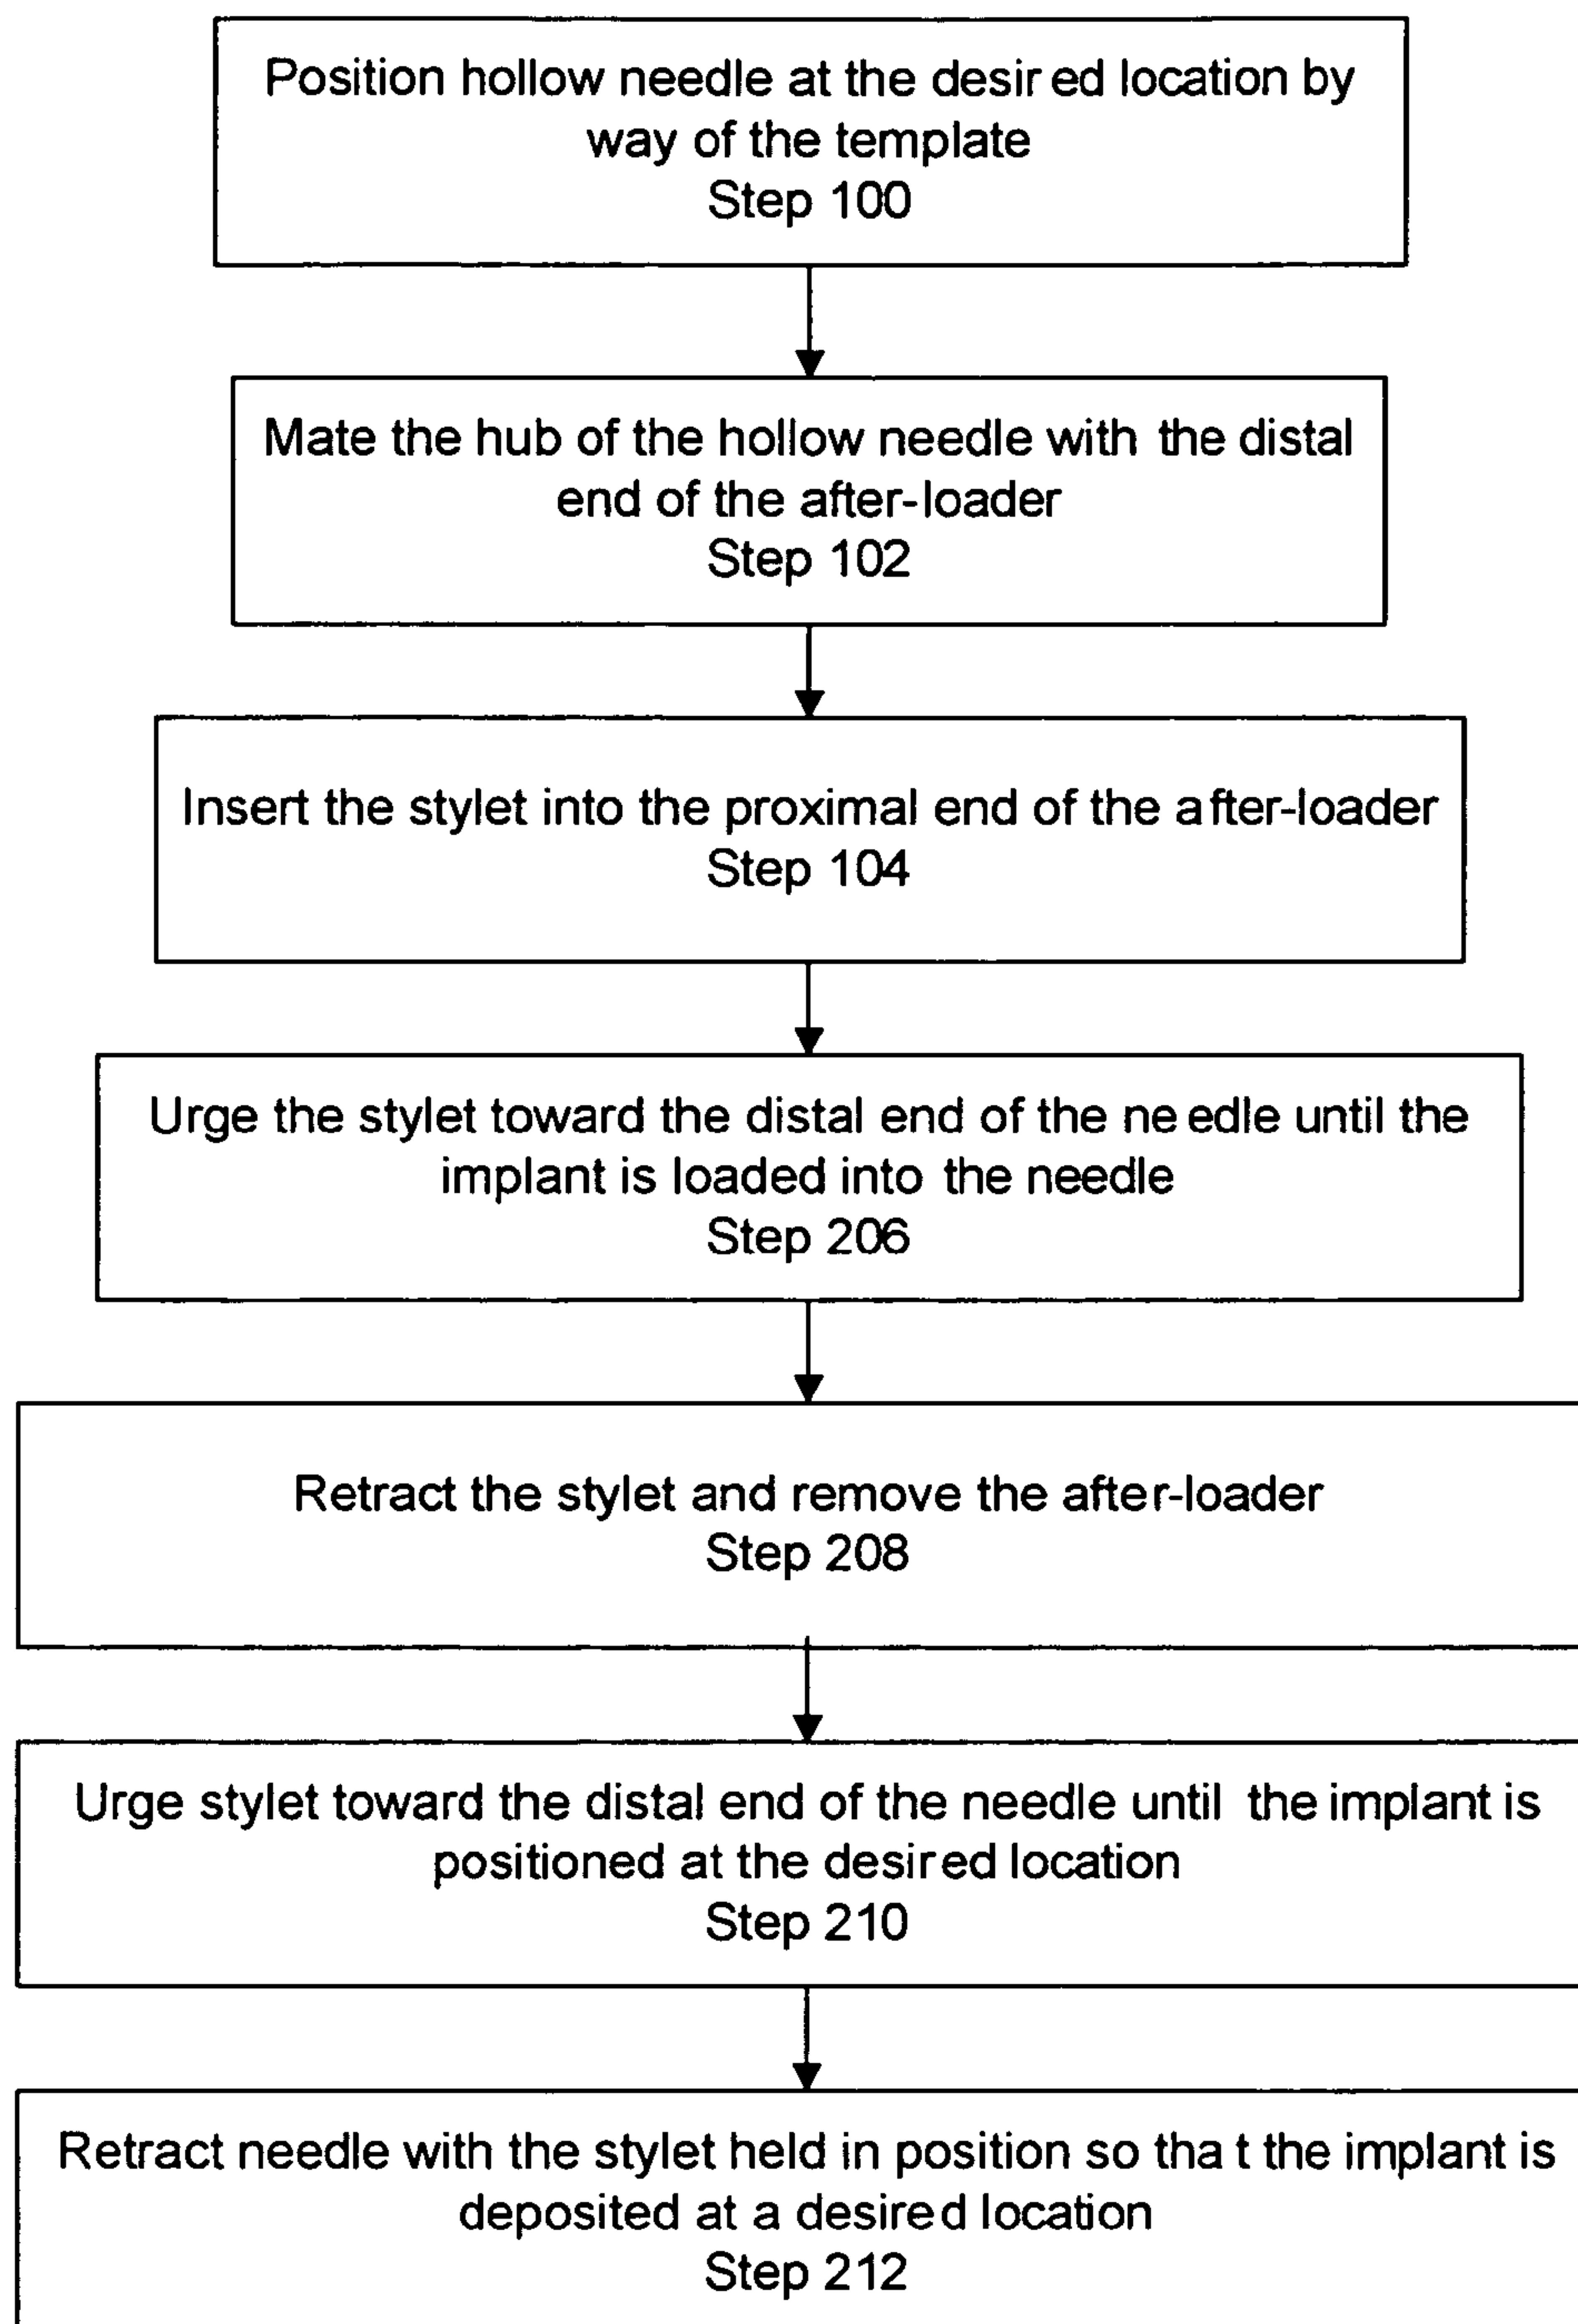 Position hollow needle at the desired location by
way of the template
Step 100
Mate the hub of the hollow needle with the distal
end of the after-loader
Step 102
Insert the stylet into the proximal end of the after-loader
Step 104
Urge the stylet toward the distal end of the needle until the
implant is loaded into the needle
Step 206
Retract the stylet and remove the after-loader
Step 208
Urge stylet toward the distal end of the needle until the implant is
positioned at the desired location
Step 210
Retract needle with the stylet held in position so that the implant is
deposited at a desired location
Step 212